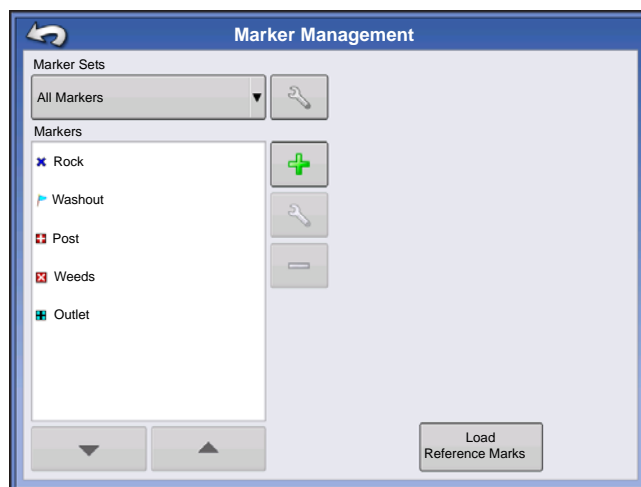 Marker Management
Marker Sets
All Markers
Markers
Rock
Washout
Post
Weeds
Outlet
Load
Reference Marks